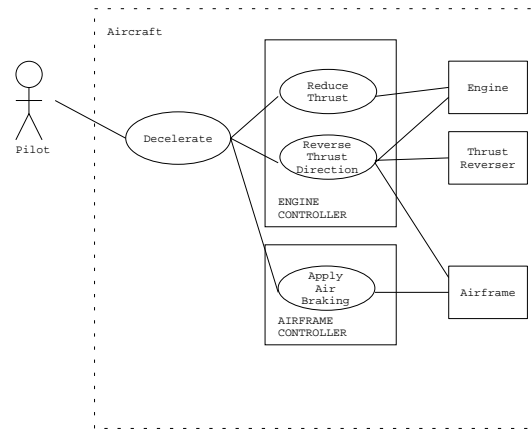 Aircraft
Pilot
Decelerate
Reduce
Thrust
Reverse
Thrust
Direction
ENGINE
CONTROLLER
Apply
Air
Braking
AIRFRAME
CONTROLLER
Engine
Thrust
Reverser
Airframe